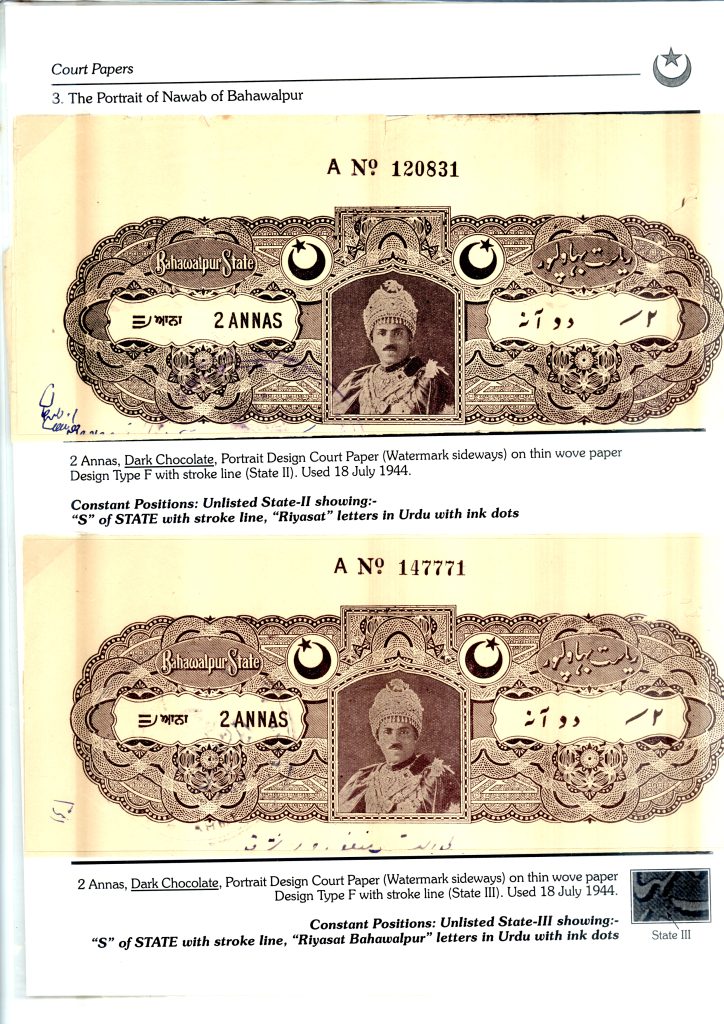 Court Papers
3. The Portrait of Nawab of Bahawalpur
A Nº 120831
Bahawalpur State
ریاست بہاولپور
ਆਨਾ 2 ANNAS
دو آنہ ۲/
2 Annas, Dark Chocolate, Portrait Design Court Paper (Watermark sideways) on thin wove paper
Design Type F with stroke line (State II). Used 18 July 1944.
Constant Positions: Unlisted State-II showing:-
“S” of STATE with stroke line, “Riyasat” letters in Urdu with ink dots
A Nº 147771
Bahawalpur State
ریاست بہاولپور
ਆਨਾ 2 ANNAS
دو آنہ ۲/
2 Annas, Dark Chocolate, Portrait Design Court Paper (Watermark sideways) on thin wove paper
Design Type F with stroke line (State III). Used 18 July 1944.
Constant Positions: Unlisted State-III showing:-
“S” of STATE with stroke line, “Riyasat Bahawalpur” letters in Urdu with ink dots
State III